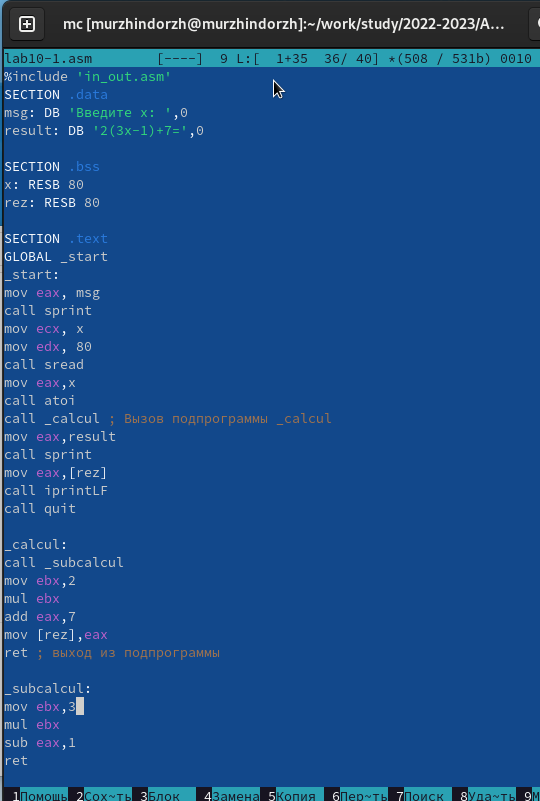 mc [murzhindorzh@murzhindorzh]:~/work/study/2022-2023/A...
lab10-1.asm [----] 9 L:[ 1+35 36/ 40] *(508 / 531b) 0010
%include 'in_out.asm'
SECTION .data
msg: DB 'Введите x: ',0
result: DB '2(3x-1)+7=',0
SECTION .bss
x: RESB 80
rez: RESB 80
SECTION .text
GLOBAL _start
_start:
mov eax, msg
call sprint
mov ecx, x
mov edx, 80
call sread
mov eax,x
call atoi
call _calcul ; Вызов подпрограммы _calcul
mov eax,result
call sprint
mov eax,[rez]
call iprintLF
call quit
_calcul:
call _subcalcul
mov ebx,2
mul ebx
add eax,7
mov [rez],eax
ret ; выход из подпрограммы
_subcalcul:
mov ebx,3
mul ebx
sub eax,1
ret
1Помощь 2Сох~ть 3Блок 4Замена 5Копия 6Пер~ть 7Поиск 8Уда~ть 9М